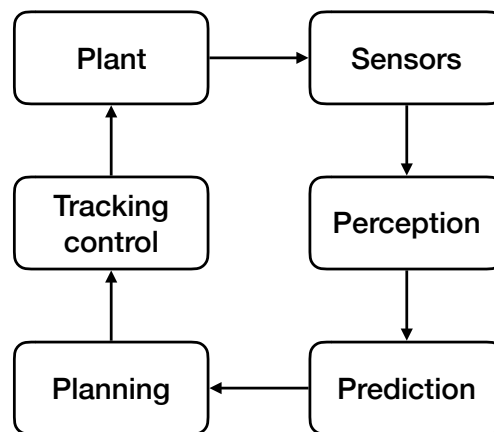 Plant
Sensors
Tracking
control
Perception
Planning
Prediction